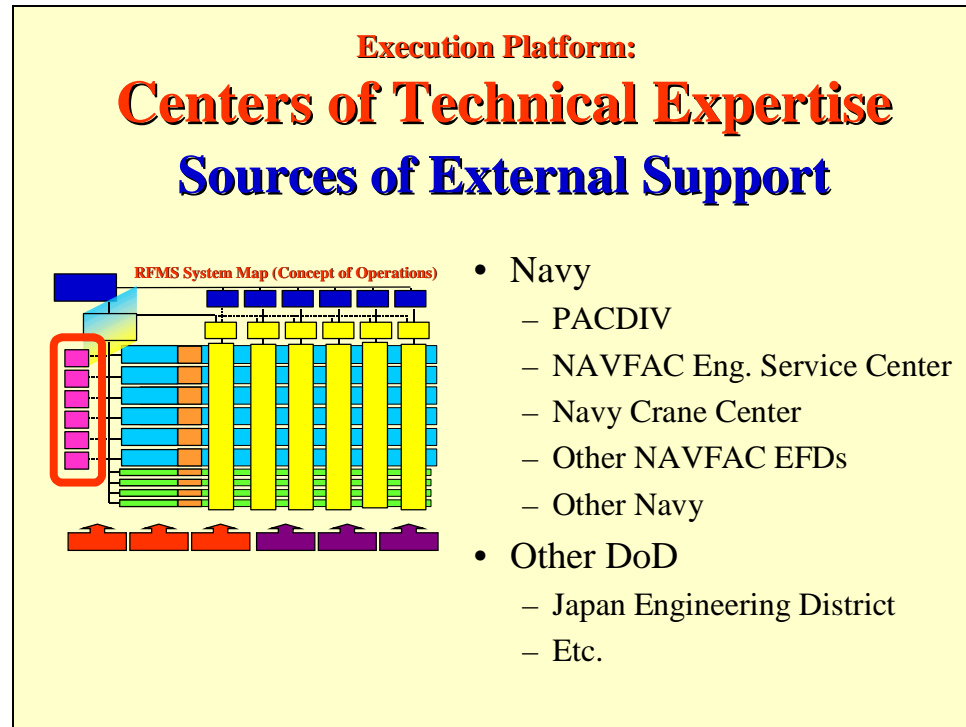 Execution Platform:
Centers of Technical Expertise
Sources of External Support
RFMS System Map (Concept of Operations)
• Navy
– PACDIV
– NAVFAC Eng. Service Center
– Navy Crane Center
– Other NAVFAC EFDs
– Other Navy
• Other DoD
– Japan Engineering District
– Etc.